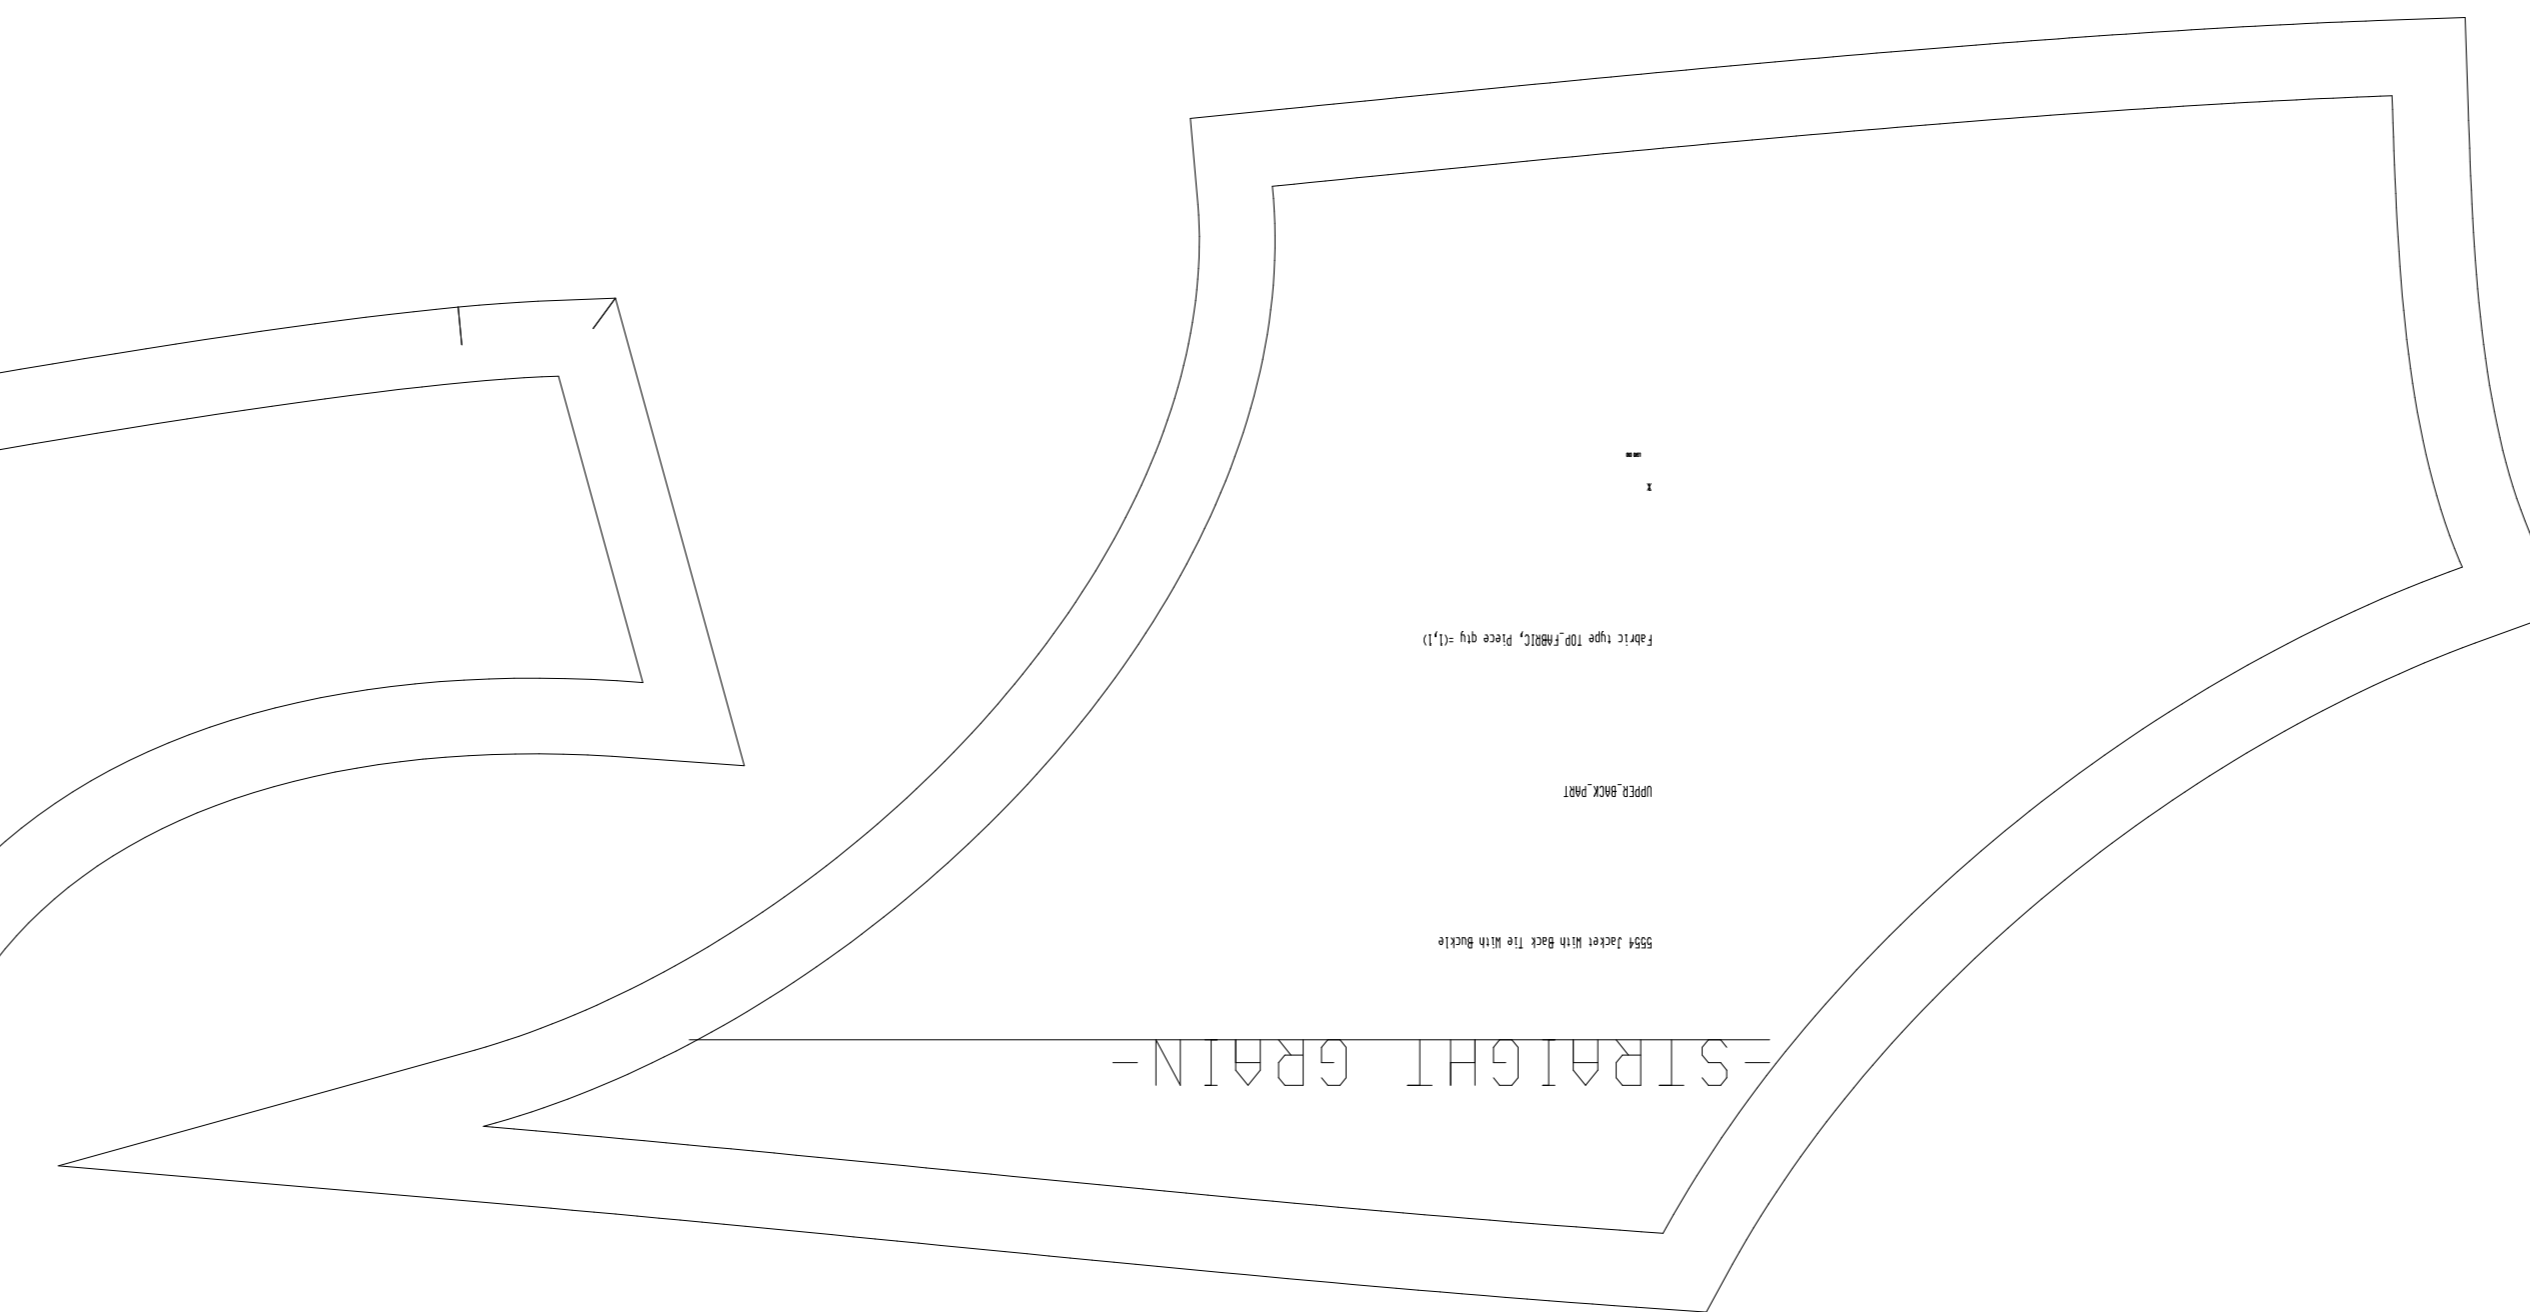 -STRAIGHT GRAIN-
5554 Jacket With Back Tie With Buckle
UPPER_BACK_PART
Fabric type TOP_FABRIC, Piece qty =(1,1)